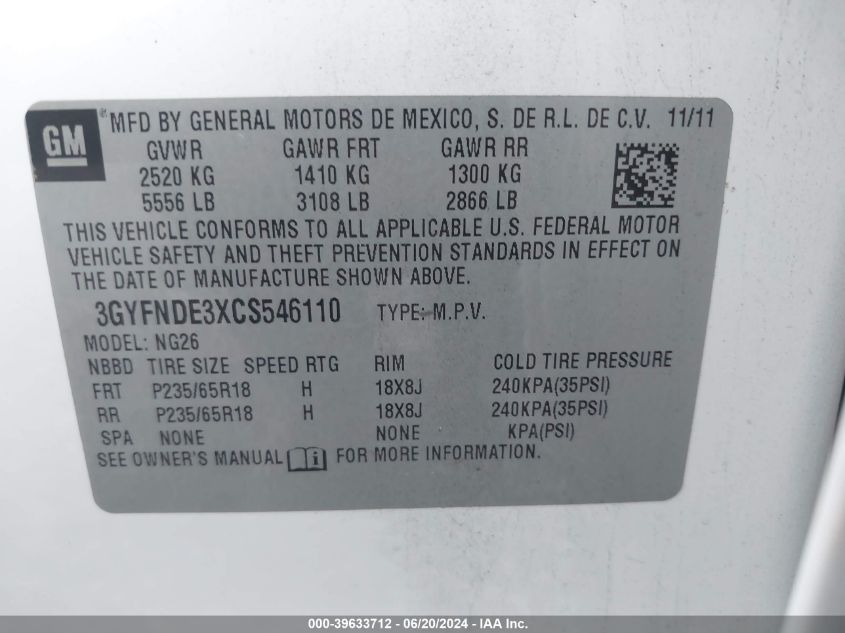 GM
®MFD BY GENERAL MOTORS DE MEXICO, S. DE R.L. DE C.V. 11/11
GVWR GAWR FRT GAWR RR
2520 KG 1410 KG 1300 KG
5556 LB 3108 LB 2866 LB
THIS VEHICLE CONFORMS TO ALL APPLICABLE U.S. FEDERAL MOTOR
VEHICLE SAFETY AND THEFT PREVENTION STANDARDS IN EFFECT ON
THE DATE OF MANUFACTURE SHOWN ABOVE.
3GYFNDE3XCS546110 TYPE: M.P.V.
MODEL: NG26
NBBD TIRE SIZE SPEED RTG RIM COLD TIRE PRESSURE
FRT P235/65R18 H 18X8J 240KPA(35PSI)
RR P235/65R18 H 18X8J 240KPA(35PSI)
SPA NONE NONE KPA(PSI)
SEE OWNER'S MANUAL i FOR MORE INFORMATION.
000-39633712 / 06/20/2024 - IAA Inc.